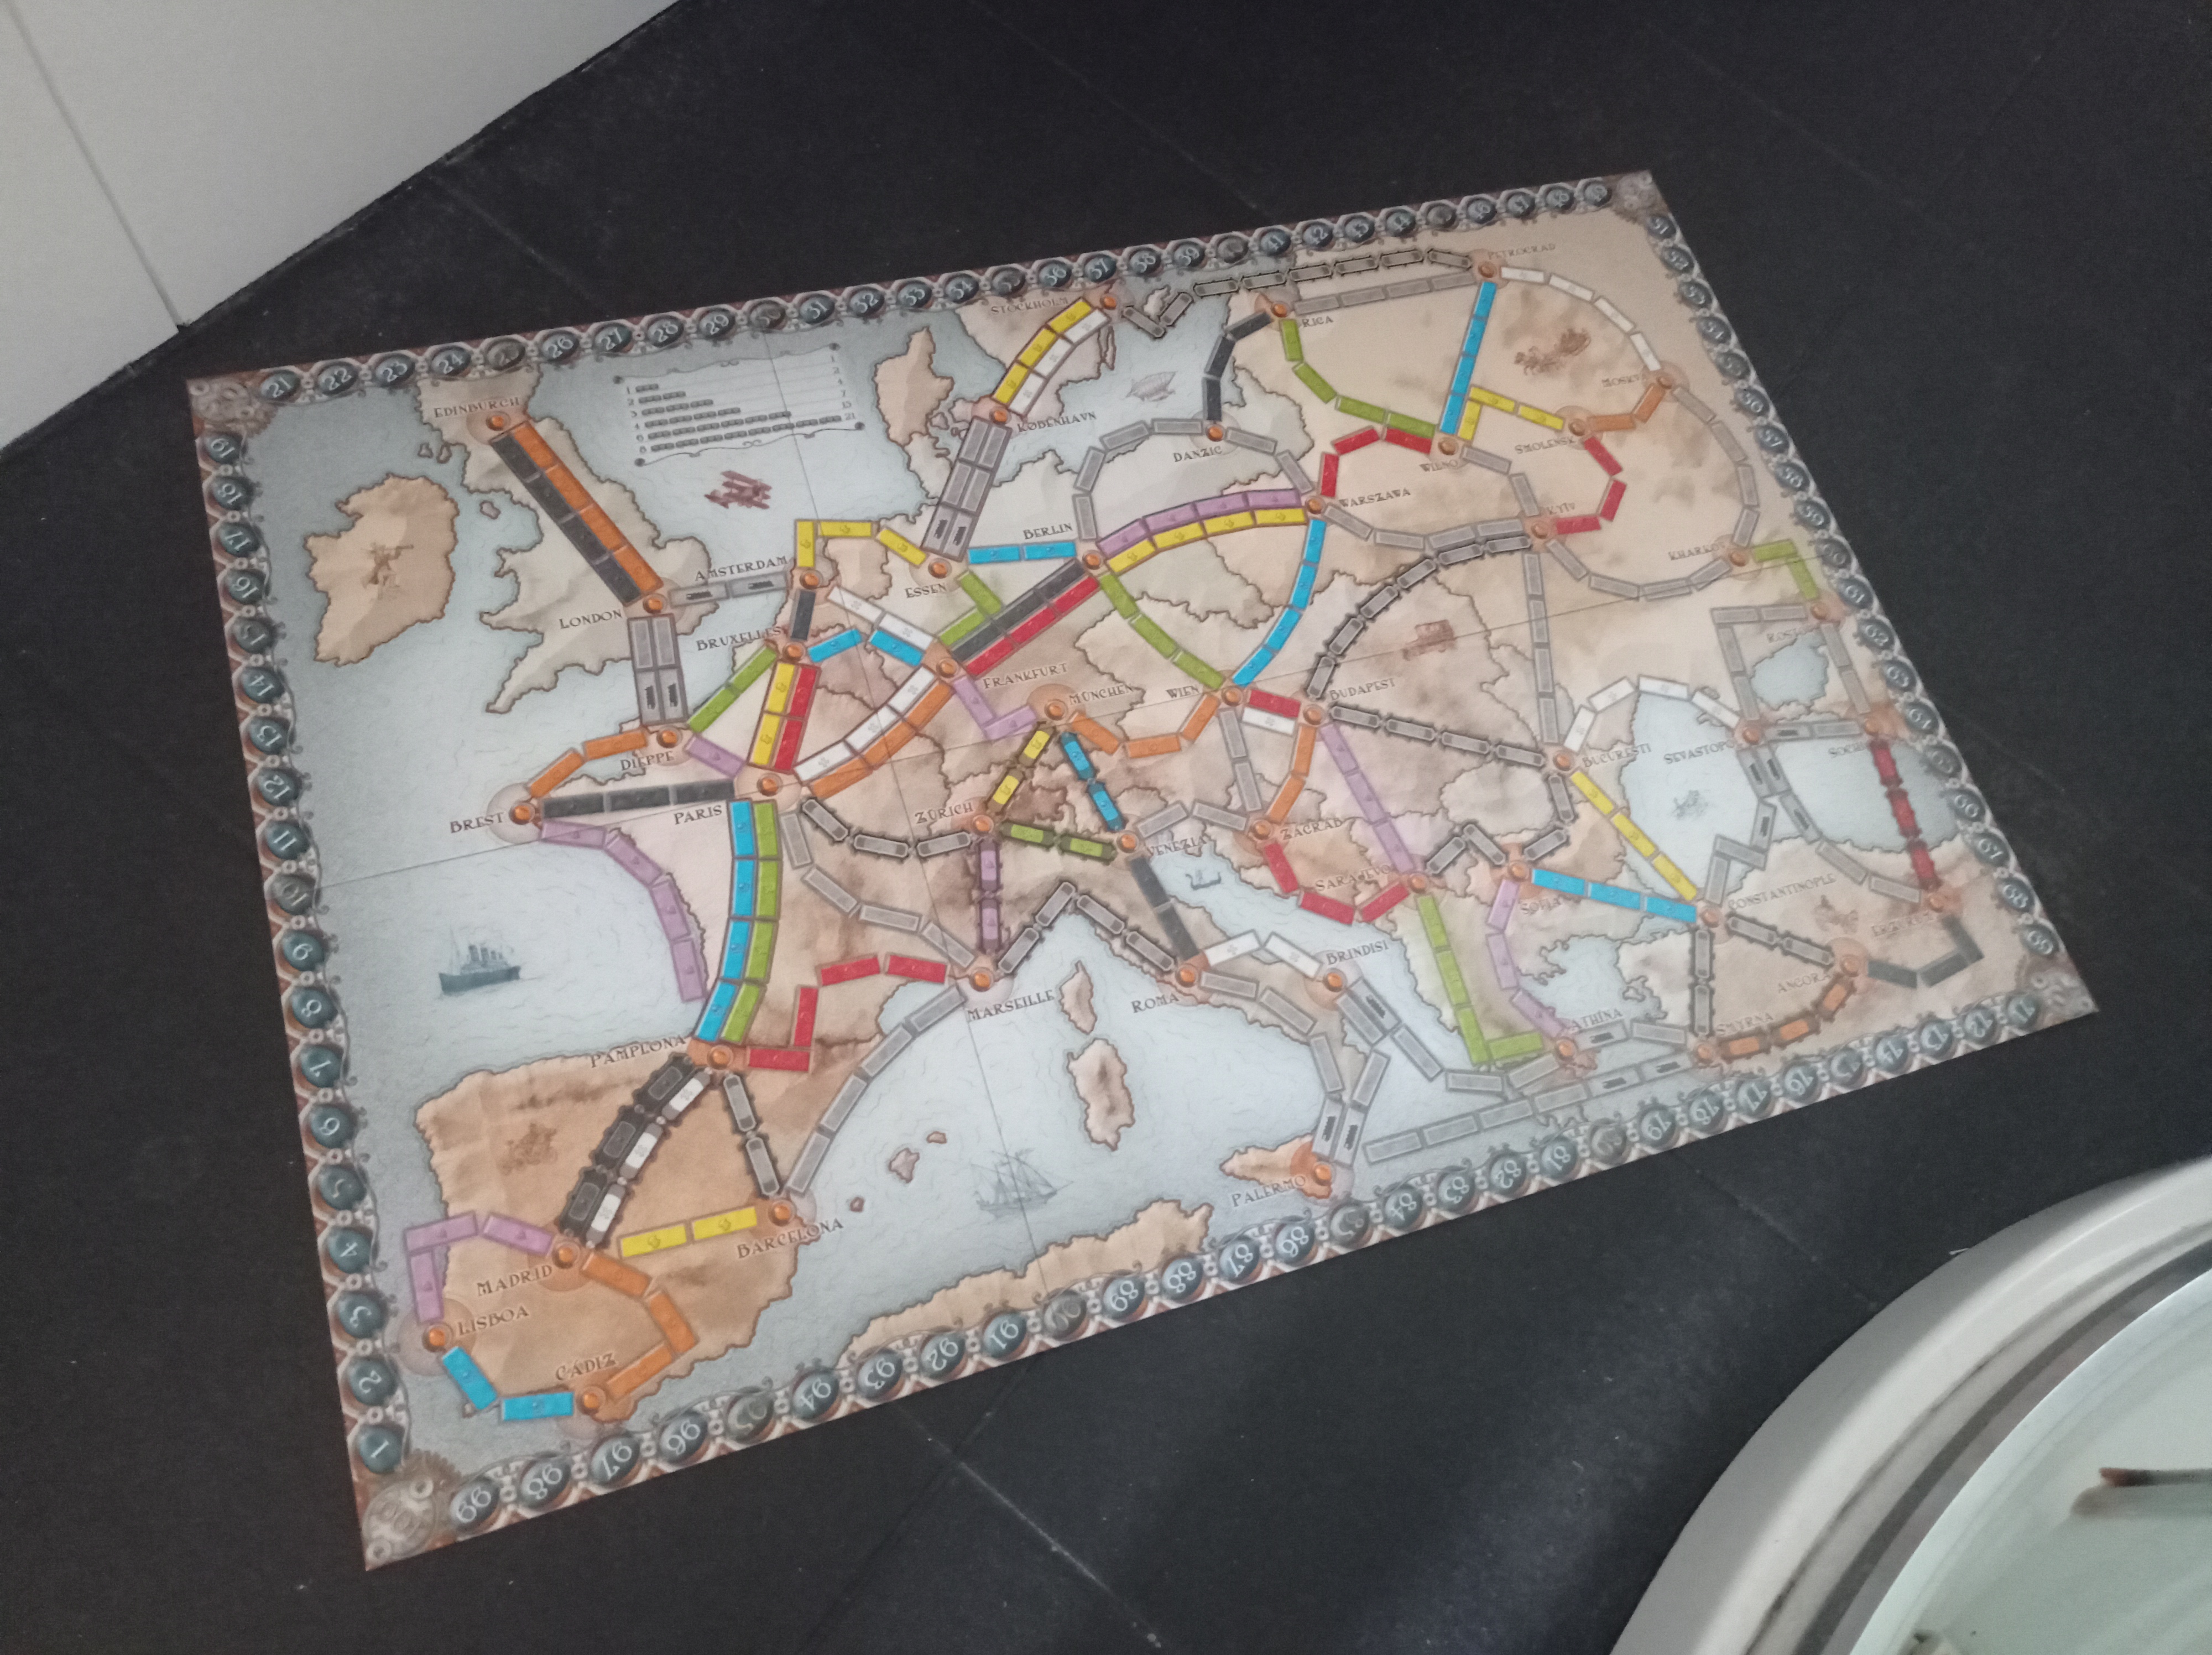 21 22 23 24 25 26 27 28 29 30 31 32 33 34 35 36 37 38 39 40 41 42 43 44 45 46 47 48 49
PETROGRAD
STOCKHOLM
RIGA
EDINBURGH
1 1
2 2
3 4
4 7
6 15
8 21
KØBENHAVN
MOSKVA
DANZIG
SMOLENSK
WILNO
WARSZAWA
KYIV
BERLIN
AMSTERDAM
ESSEN
KHARKOV
LONDON
BRUXELLES
ROSTOV
FRANKFURT
MÜNCHEN
WIEN
BUDAPEST
DIEPPE
BUCURESTI
SEVASTOPOL
SOCHI
BREST
PARIS
ZÜRICH
VENEZIA
ZAGRAB
SARAJEVO
SOFIA
CONSTANTINOPLE
ERZURUM
BRINDISI
MARSEILLE
ROMA
ANGORA
PAMPLONA
ATHINA
SMYRNA
PALERMO
BARCELONA
MADRID
LISBOA
CADIZ
19
18
17
16
15
14
13
12
11
10
9
8
7
6
5
4
3
2
1
51
52
53
54
55
56
57
58
59
60
61
62
63
64
65
66
67
68
69
99 98 97 96 95 94 93 92 91 90 89 88 87 86 85 84 83 82 81 80 79 78 77 76 75 74 73 72 71
100